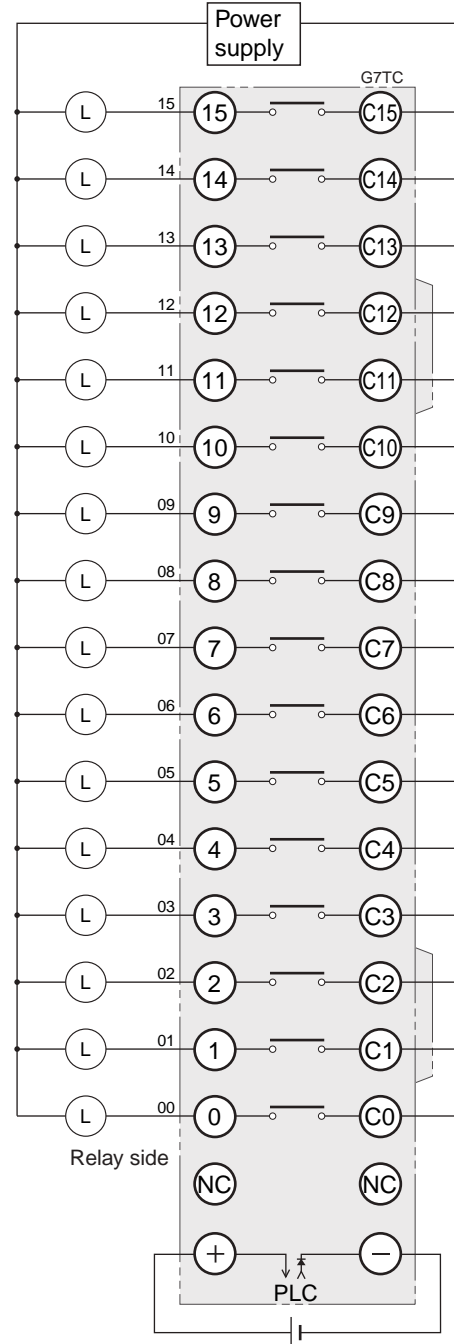 Power
supply
G7TC
L 15 15 C15
L 14 14 C14
L 13 13 C13
L 12 12 C12
L 11 11 C11
L 10 10 C10
L 09 9 C9
L 08 8 C8
L 07 7 C7
L 06 6 C6
L 05 5 C5
L 04 4 C4
L 03 3 C3
L 02 2 C2
L 01 1 C1
L 00 0 C0
Relay side
NC NC
+ −
PLC